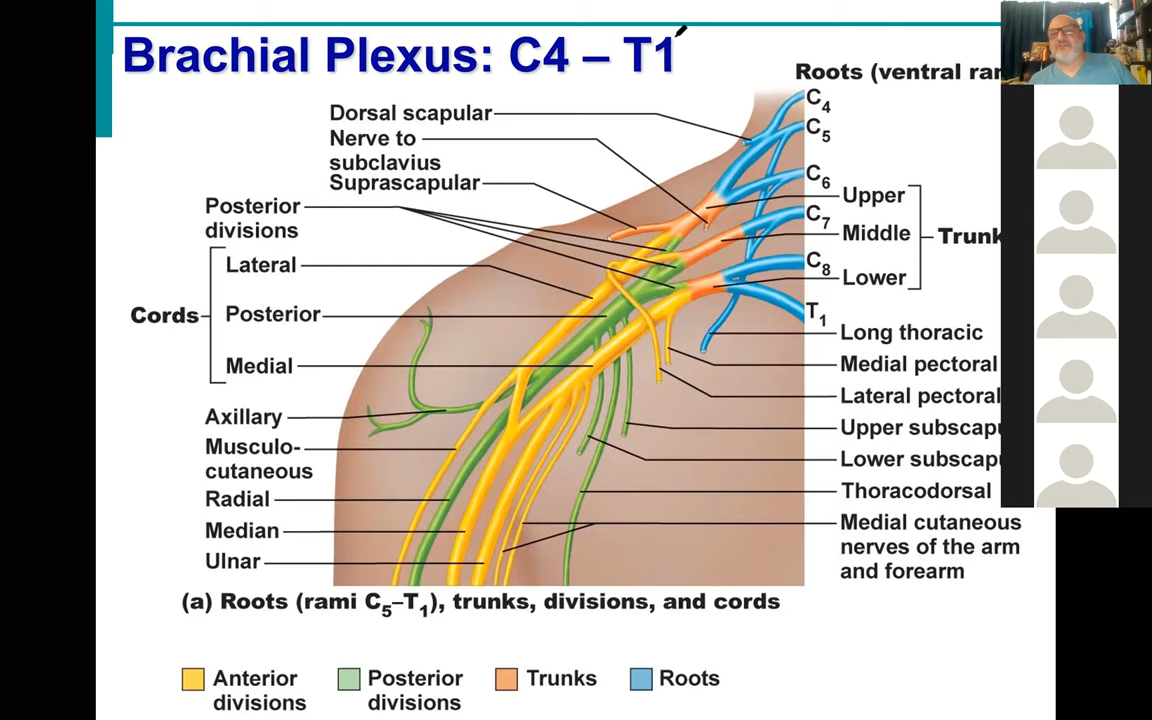 Brachial Plexus: C4 – T1
Roots (ventral
Dorsal scapular
Nerve to
subclavius
Suprascapular
Posterior
divisions
Cords
Lateral
Posterior
Medial
Axillary
Musculo-
cutaneous
Radial
Median
Ulnar
C4
C5
C6
C7
C8
T1
Upper
Middle
Lower
Trunk
Long thoracic
Medial pectoral
Lateral pectoral
Upper
Lower
Thoracodorsal
Medial cutaneous
nerves of the arm
and forearm
(a) Roots (rami C5–T1), trunks, divisions, and cords
Anterior
divisions
Posterior
divisions
Trunks
Roots